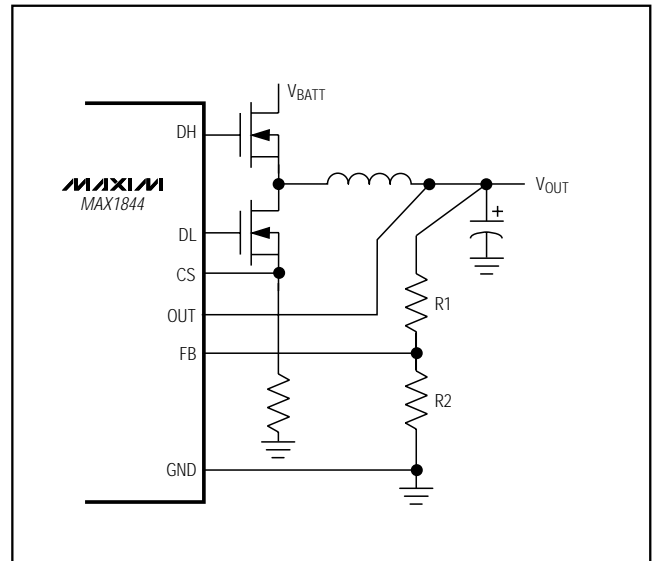 VBATT
DH
MAXIM
MAX1844
VOUT
+
DL
CS
OUT
R1
FB
R2
GND